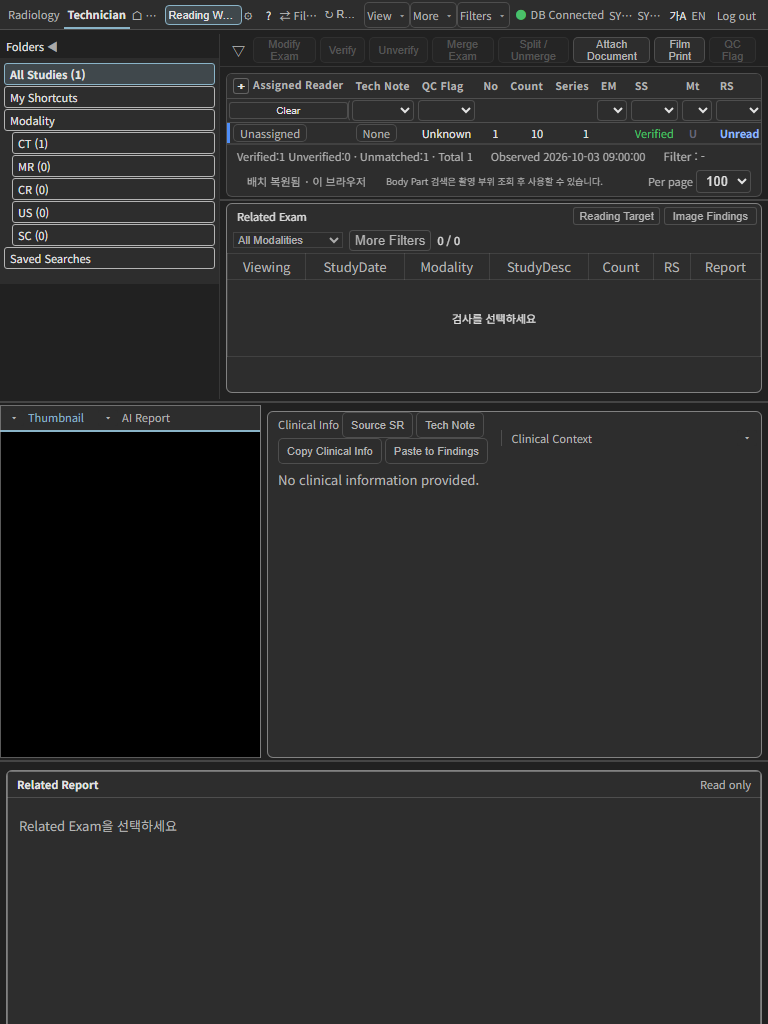 Radiology Technician ⌂ ... Reading W... ⚙ ? ⇄ Fil... ↻ R... View More Filters DB Connected SY... SY... 가A EN Log out
Folders ◀
All Studies (1)
My Shortcuts
Modality
CT (1)
MR (0)
CR (0)
US (0)
SC (0)
Saved Searches
▽ Modify Exam Verify Unverify Merge Exam Split / Unmerge Attach Document Film Print QC Flag
+ Assigned Reader Tech Note QC Flag No Count Series EM SS Mt RS
Clear
Unassigned None Unknown 1 10 1 Verified U Unread
Verified:1 Unverified:0 · Unmatched:1 · Total 1 Observed 2026-10-03 09:00:00 Filter : -
배치 복원됨 · 이 브라우저 Body Part 검색은 촬영 부위 조회 후 사용할 수 있습니다. Per page 100
Related Exam Reading Target Image Findings
All Modalities More Filters 0 / 0
Viewing StudyDate Modality StudyDesc Count RS Report
검사를 선택하세요
Thumbnail AI Report
Clinical Info Source SR Tech Note
Copy Clinical Info Paste to Findings
Clinical Context
No clinical information provided.
Related Report Read only
Related Exam을 선택하세요